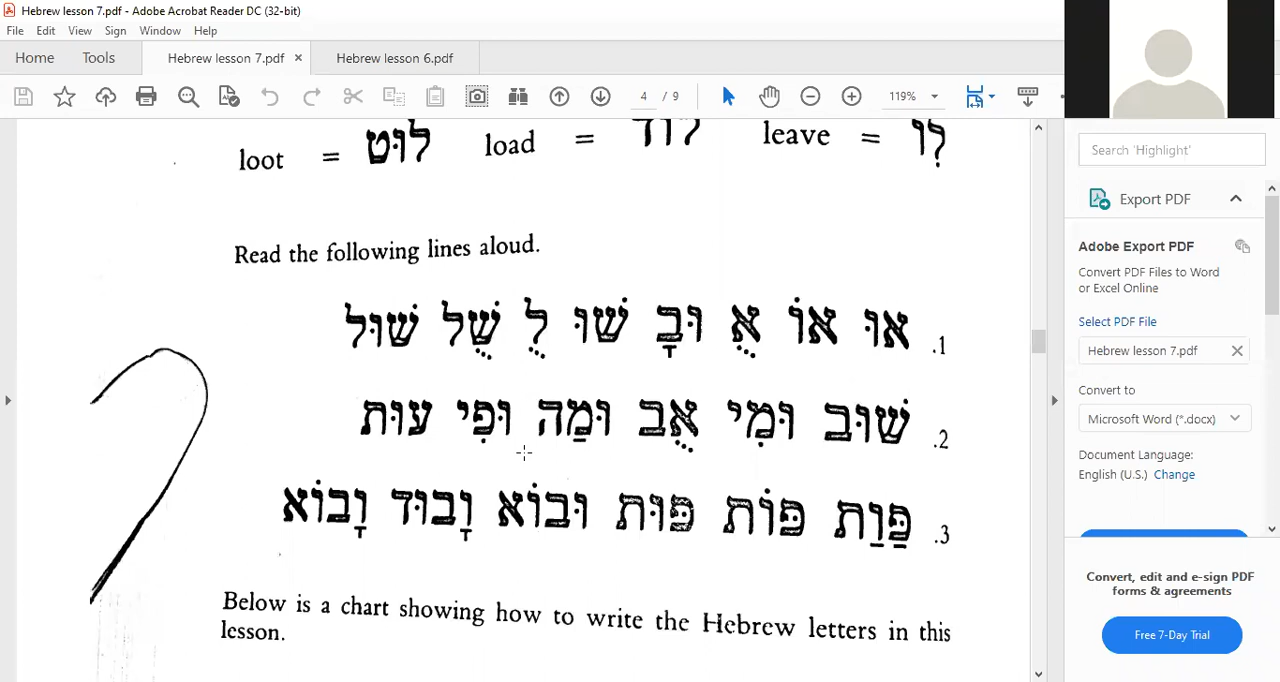 Hebrew lesson 7.pdf - Adobe Acrobat Reader DC (32-bit)
File Edit View Sign Window Help
Home Tools Hebrew lesson 7.pdf × Hebrew lesson 6.pdf
4 / 9 119%
loot = לוּט load = לוֹד leave = לִו
Read the following lines aloud.
1. אוּ אוֹ אֻ וּבָ שׁוּ לֻ שֻׁל שׁוּל
2. שׁוּב וּמִי אֻב וּמַה וּפִי עוּת
3. פַּוַת פּוֹת פּוּת וּבוֹא וָבוּד וָבוֹא
Below is a chart showing how to write the Hebrew letters in this
lesson.
Search 'Highlight'
Export PDF
Adobe Export PDF
Convert PDF Files to Word
or Excel Online
Select PDF File
Hebrew lesson 7.pdf
Convert to
Microsoft Word (*.docx)
Document Language:
English (U.S.) Change
Convert, edit and e-sign PDF
forms & agreements
Free 7-Day Trial